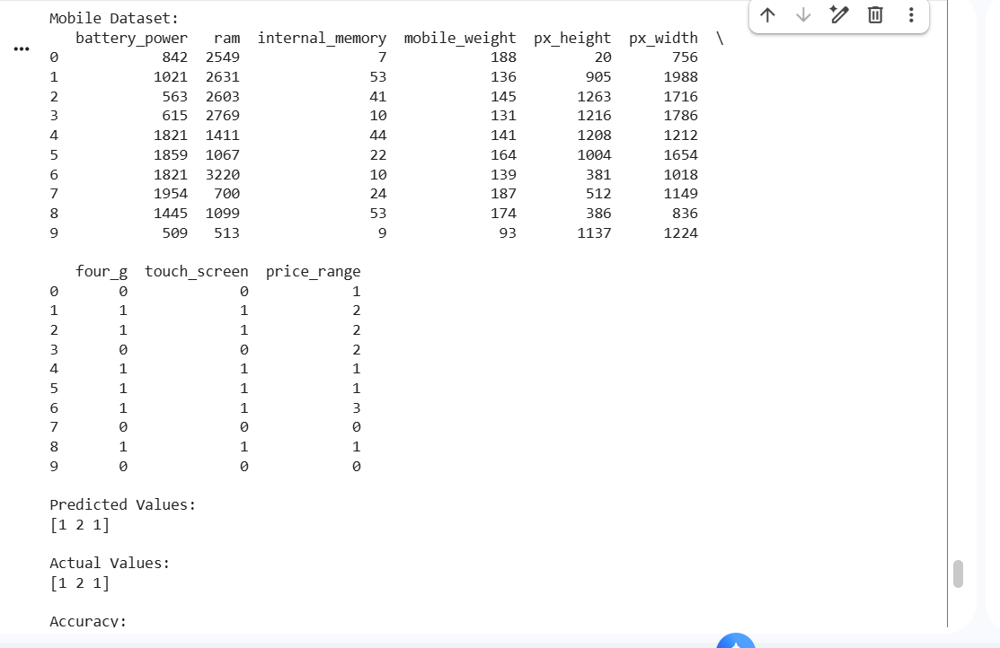 Mobile Dataset:
   battery_power   ram  internal_memory  mobile_weight  px_height  px_width  \
0            842  2549                7            188         20       756
1           1021  2631               53            136        905      1988
2            563  2603               41            145       1263      1716
3            615  2769               10            131       1216      1786
4           1821  1411               44            141       1208      1212
5           1859  1067               22            164       1004      1654
6           1821  3220               10            139        381      1018
7           1954   700               24            187        512      1149
8           1445  1099               53            174        386       836
9            509   513                9             93       1137      1224
   four_g  touch_screen  price_range
0       0             0            1
1       1             1            2
2       1             1            2
3       0             0            2
4       1             1            1
5       1             1            1
6       1             1            3
7       0             0            0
8       1             1            1
9       0             0            0
Predicted Values:
[1 2 1]
Actual Values:
[1 2 1]
Accuracy: